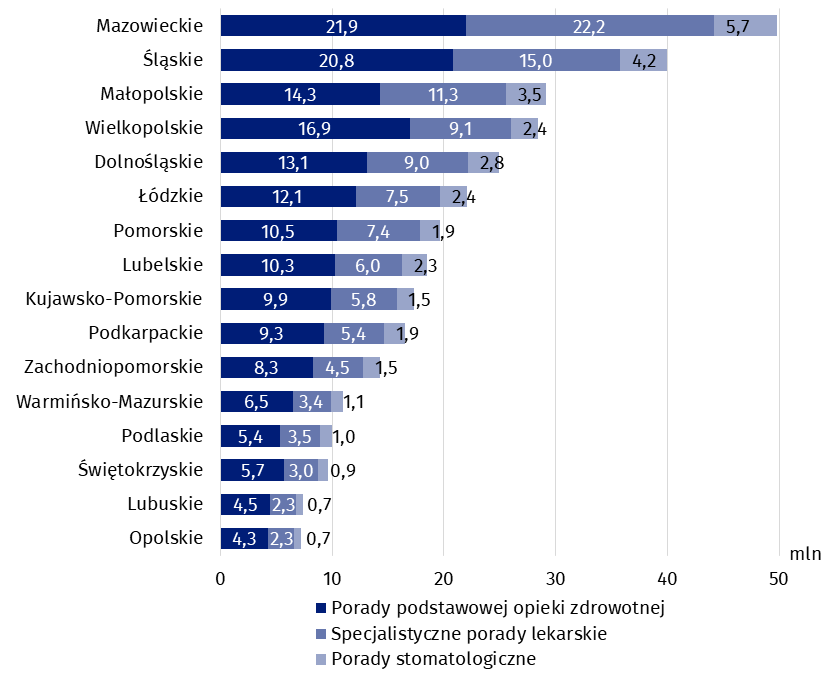 Mazowieckie 21,9 22,2 5,7
Śląskie 20,8 15,0 4,2
Małopolskie 14,3 11,3 3,5
Wielkopolskie 16,9 9,1 2,4
Dolnośląskie 13,1 9,0 2,8
Łódzkie 12,1 7,5 2,4
Pomorskie 10,5 7,4 1,9
Lubelskie 10,3 6,0 2,3
Kujawsko-Pomorskie 9,9 5,8 1,5
Podkarpackie 9,3 5,4 1,9
Zachodniopomorskie 8,3 4,5 1,5
Warmińsko-Mazurskie 6,5 3,4 1,1
Podlaskie 5,4 3,5 1,0
Świętokrzyskie 5,7 3,0 0,9
Lubuskie 4,5 2,3 0,7
Opolskie 4,3 2,3 0,7
mln
0 10 20 30 40 50
Porady podstawowej opieki zdrowotnej
Specjalistyczne porady lekarskie
Porady stomatologiczne